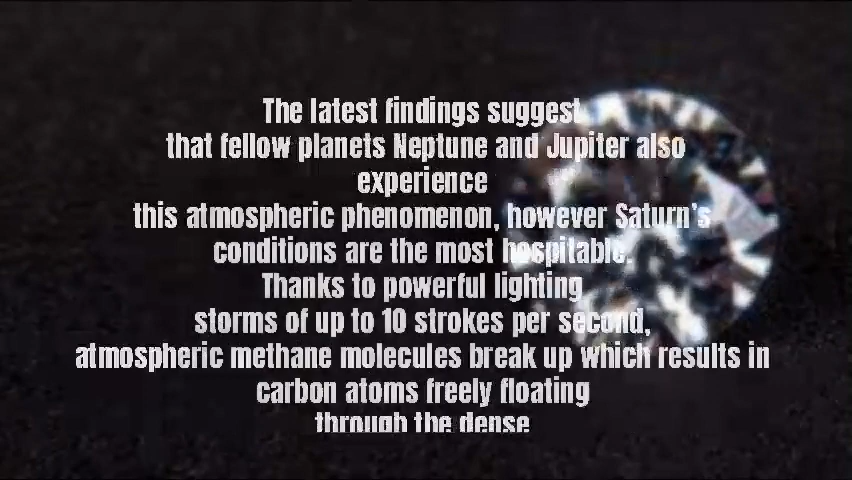 The latest findings suggest
that fellow planets Neptune and Jupiter also
experience
this atmospheric phenomenon, however Saturn's
conditions are the most hospitable.
Thanks to powerful lighting
storms of up to 10 strokes per second,
atmospheric methane molecules break up which results in
carbon atoms freely floating
through the dense